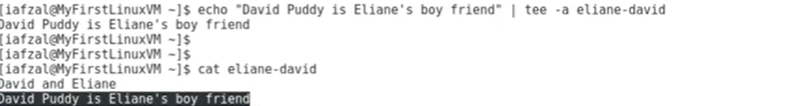 [iafzal@MyFirstLinuxVM ~]$ echo "David Puddy is Eliane's boy friend" | tee -a eliane-david
David Puddy is Eliane's boy friend
[iafzal@MyFirstLinuxVM ~]$
[iafzal@MyFirstLinuxVM ~]$
[iafzal@MyFirstLinuxVM ~]$ cat eliane-david
David and Eliane
David Puddy is Eliane's boy friend